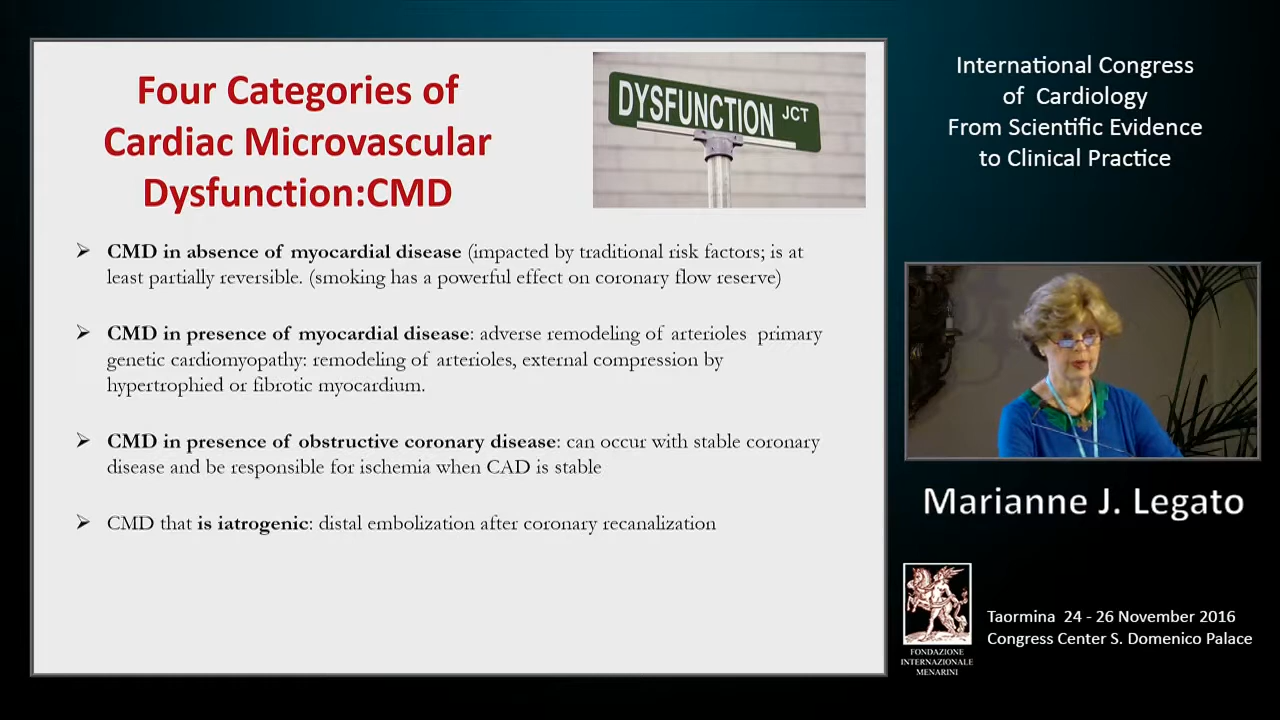 Four Categories of
Cardiac Microvascular
Dysfunction:CMD
DYSFUNCTION JCT
CMD in absence of myocardial disease (impacted by traditional risk factors; is at
least partially reversible. (smoking has a powerful effect on coronary flow reserve)
CMD in presence of myocardial disease: adverse remodeling of arterioles primary
genetic cardiomyopathy: remodeling of arterioles, external compression by
hypertrophied or fibrotic myocardium.
CMD in presence of obstructive coronary disease: can occur with stable coronary
disease and be responsible for ischemia when CAD is stable
CMD that is iatrogenic: distal embolization after coronary recanalization
International Congress
of Cardiology
From Scientific Evidence
to Clinical Practice
Marianne J. Legato
FONDAZIONE
INTERNAZIONALE
MENARINI
Taormina 24 - 26 November 2016
Congress Center S. Domenico Palace